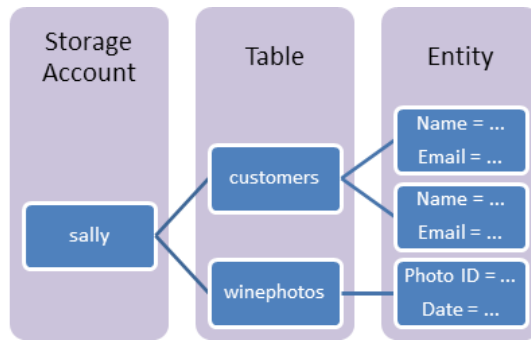 Storage
Account
Table
Entity
sally
customers
winephotos
Name = ...
Email = ...
Name = ...
Email = ...
Photo ID = ...
Date = ...